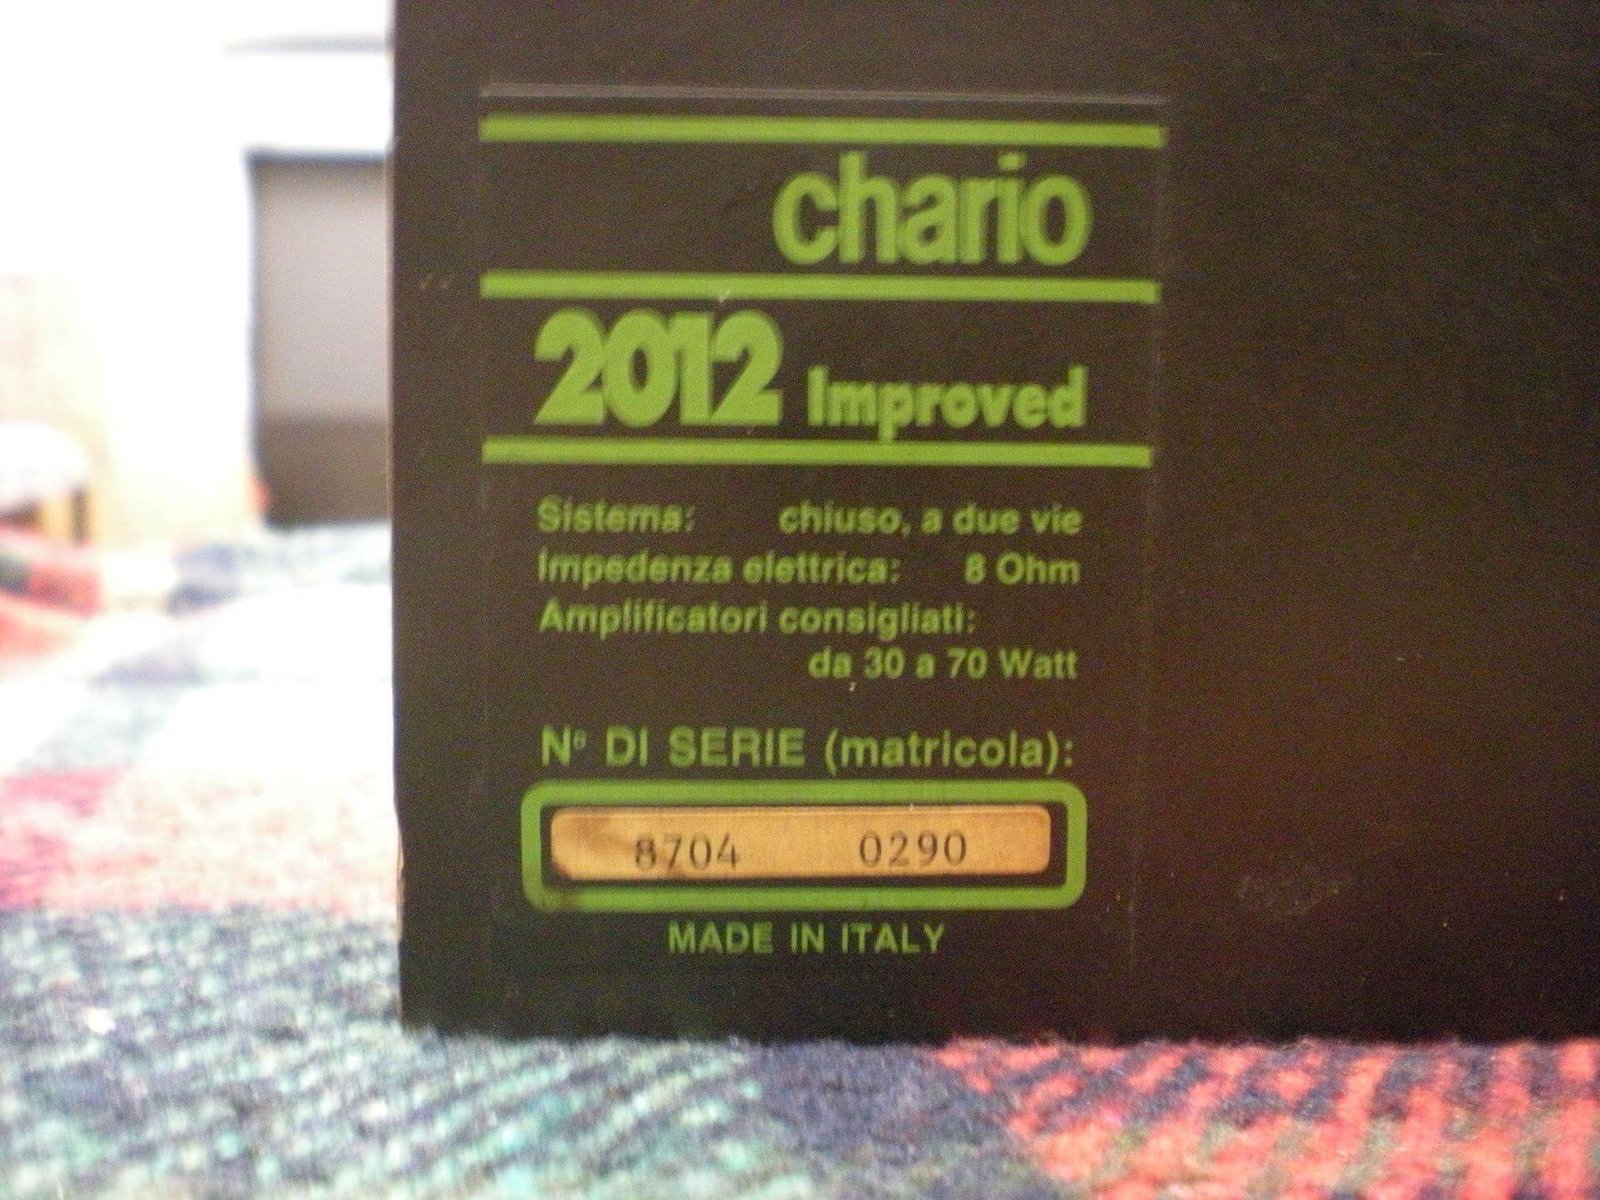 chario
2012 Improved
Sistema: chiuso, a due vie
Impedenza elettrica: 8 Ohm
Amplificatori consigliati:
da 30 a 70 Watt
Nº DI SERIE (matricola):
8704 0290
MADE IN ITALY